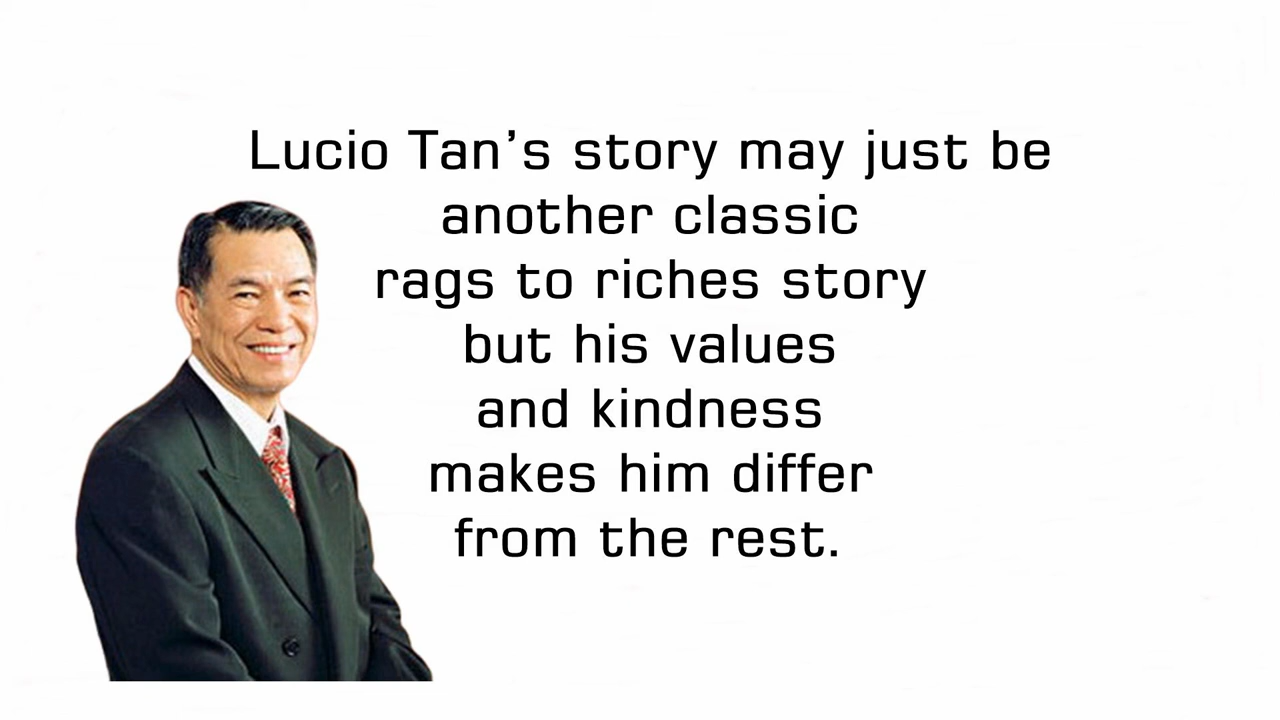 Lucio Tan’s story may just be
another classic
rags to riches story
but his values
and kindness
makes him differ
from the rest.